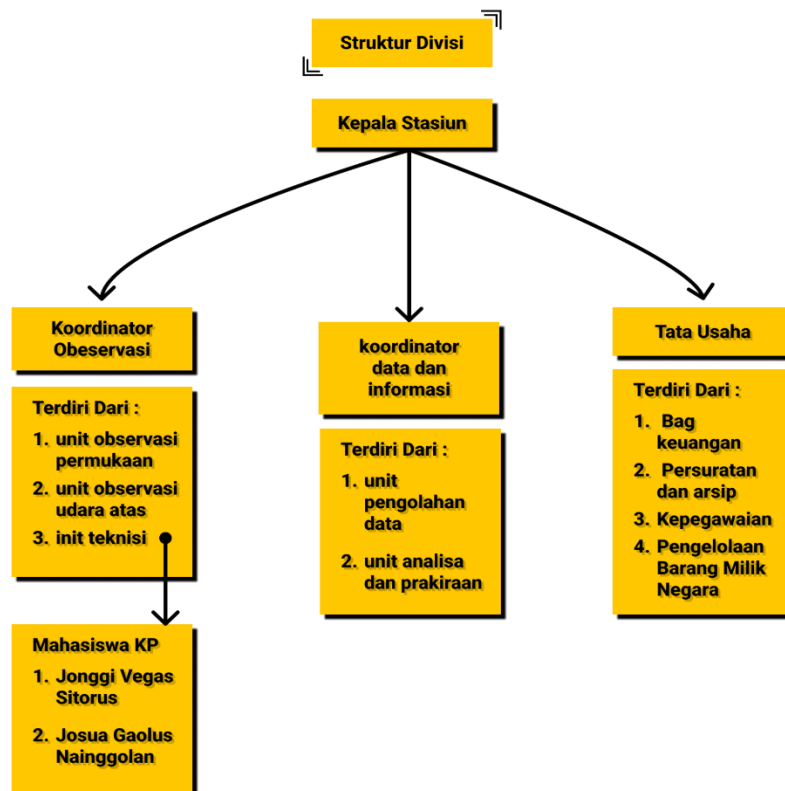 Struktur Divisi
Kepala Stasiun
Koordinator
Obeservasi
Terdiri Dari :
1. unit observasi
permukaan
2. unit observasi
udara atas
3. init teknisi
Mahasiswa KP
1. Jonggi Vegas
Sitorus
2. Josua Gaolus
Nainggolan
koordinator
data dan
informasi
Terdiri Dari :
1. unit
pengolahan
data
2. unit analisa
dan prakiraan
Tata Usaha
Terdiri Dari :
1. Bag
keuangan
2. Persuratan
dan arsip
3. Kepegawaian
4. Pengelolaan
Barang Milik
Negara